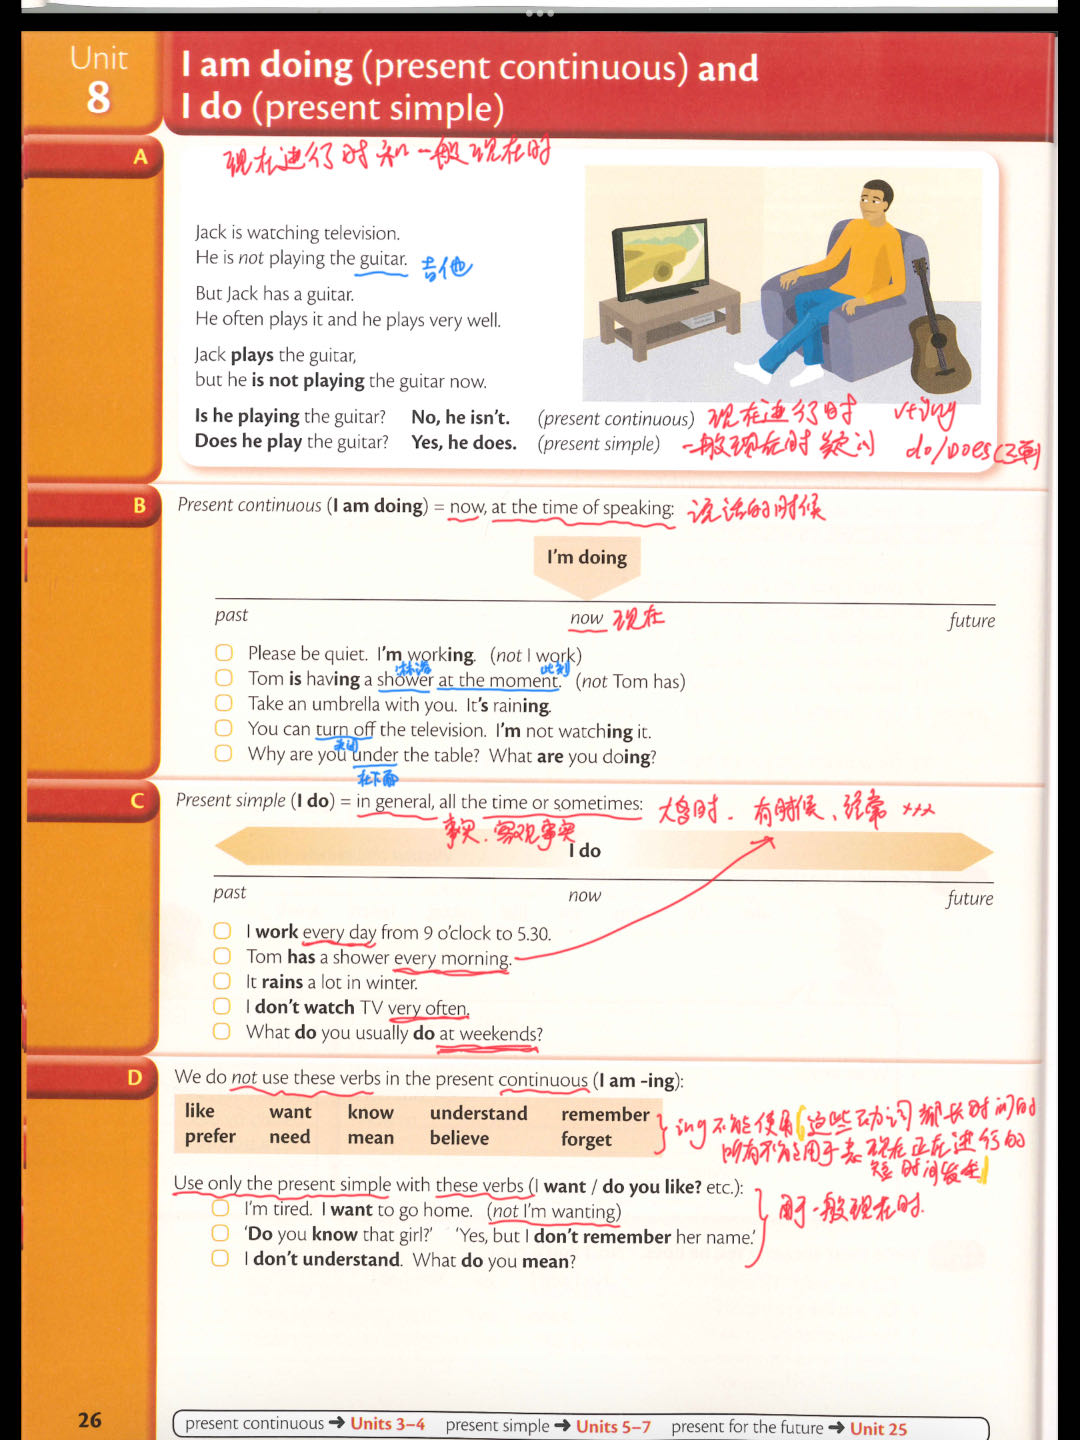 Unit
8
I am doing (present continuous) and
I do (present simple)
A
现在进行时和一般现在时
Jack is watching television.
He is not playing the guitar. 吉他
But Jack has a guitar.
He often plays it and he plays very well.
Jack plays the guitar,
but he is not playing the guitar now.
Is he playing the guitar? No, he isn't. (present continuous) 现在进行时
Does he play the guitar? Yes, he does. (present simple) 一般现在时 疑问 do/Does(三单)
B
Present continuous (I am doing) = now, at the time of speaking: 说话的时候
I'm doing
past now 现在 future
Please be quiet. I'm working. (not I work)
淋浴 此刻
Tom is having a shower at the moment. (not Tom has)
Take an umbrella with you. It's raining.
You can turn off the television. I'm not watching it.
关闭
Why are you under the table? What are you doing?
在下面
C
Present simple (I do) = in general, all the time or sometimes: 有时候、经常
事实、客观事实
I do
past now future
I work every day from 9 o'clock to 5.30.
Tom has a shower every morning.
It rains a lot in winter.
I don't watch TV very often.
What do you usually do at weekends?
D
We do not use these verbs in the present continuous (I am -ing):
like want know understand remember
prefer need mean believe forget
ing不能使用(这些动词都长时间的
所有不能用于表现在正在进行的
短时间发生)
Use only the present simple with these verbs (I want / do you like? etc.):
I'm tired. I want to go home. (not I'm wanting)
用于一般现在时.
'Do you know that girl?' 'Yes, but I don't remember her name.'
I don't understand. What do you mean?
26
present continuous ➜ Units 3–4 present simple ➜ Units 5–7 present for the future ➜ Unit 25